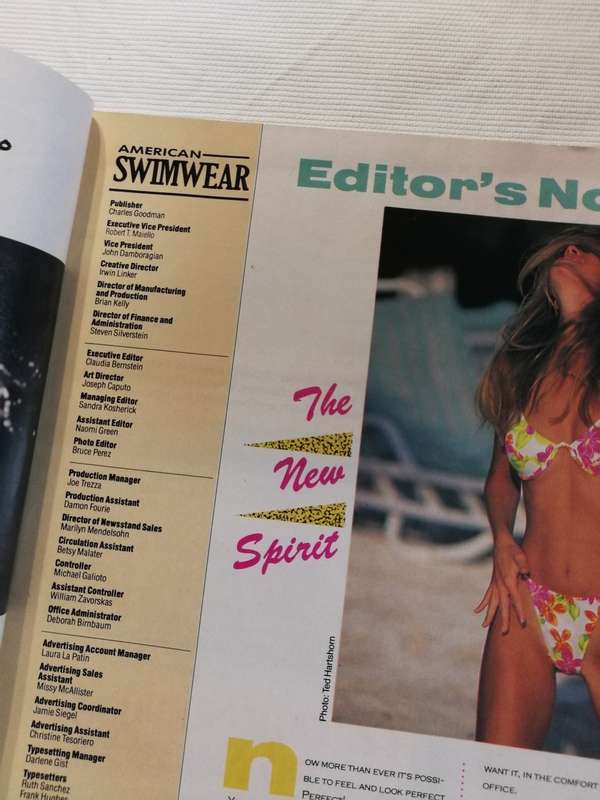 AMERICAN
SWIMWEAR
Publisher
Charles Goodman
Executive Vice President
Robert T. Maiello
Vice President
John Damboragian
Creative Director
Irwin Linker
Director of Manufacturing
and Production
Brian Kelly
Director of Finance and
Administration
Steven Silverstein
Executive Editor
Claudia Bernstein
Art Director
Joseph Caputo
Managing Editor
Sandra Kosherick
Assistant Editor
Naomi Green
Photo Editor
Bruce Perez
Production Manager
Joe Trezza
Production Assistant
Damon Fourie
Director of Newsstand Sales
Marilyn Mendelsohn
Circulation Assistant
Betsy Malater
Controller
Michael Galioto
Assistant Controller
William Zavorskas
Office Administrator
Deborah Birnbaum
Advertising Account Manager
Laura La Patin
Advertising Sales
Assistant
Missy McAllister
Advertising Coordinator
Jamie Siegel
Advertising Assistant
Christine Tesoriero
Typesetting Manager
Darlene Gist
Typesetters
Ruth Sanchez
Frank Hughes
Editor's No
The
New
Spirit
Photo: Ted Hartshorn
nOW MORE THAN EVER IT'S POSSI-
BLE TO FEEL AND LOOK PERFECT
PERFECT!
WANT IT, IN THE COMFORT
OFFICE.